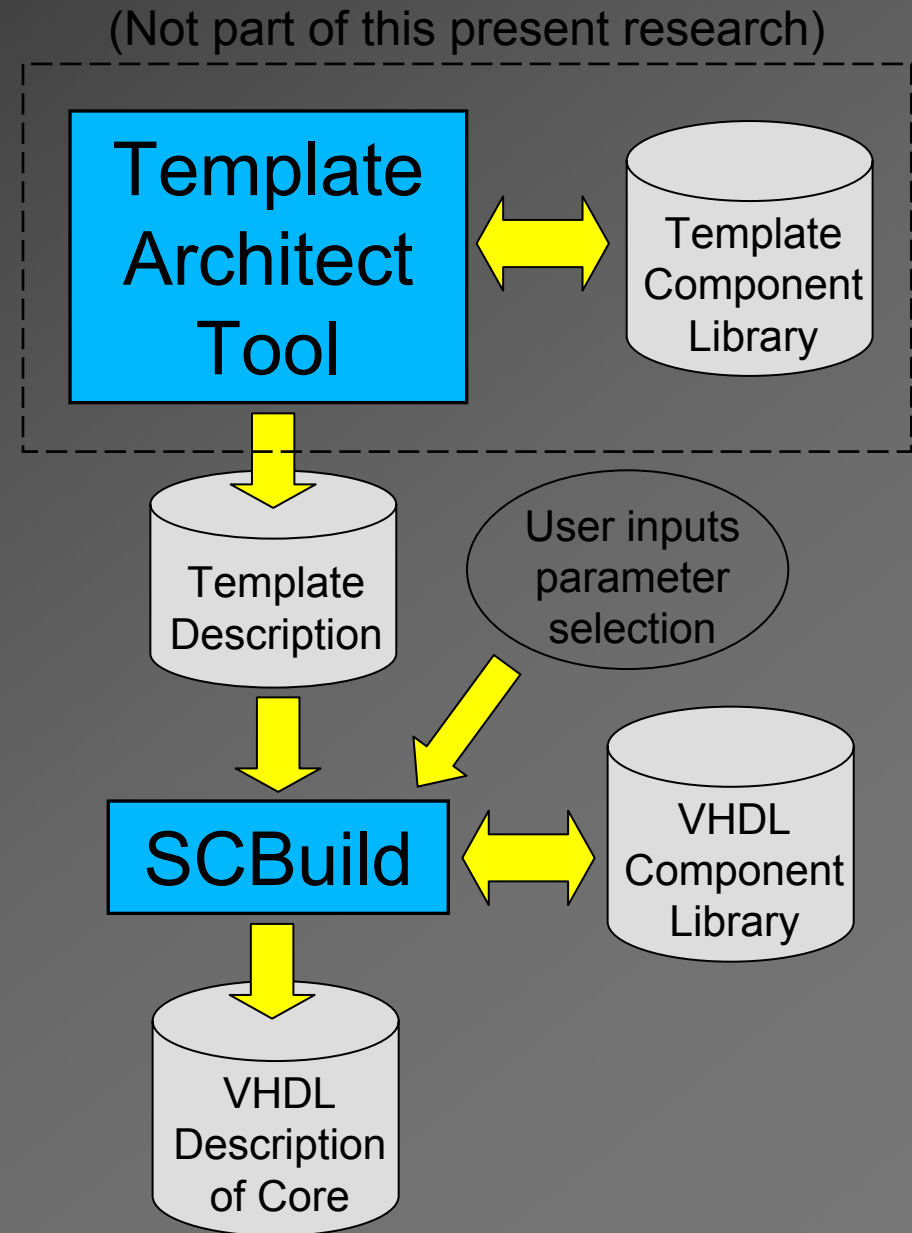 (Not part of this present research)
Template
Architect
Tool
Template
Component
Library
Template
Description
User inputs
parameter
selection
SCBuild
VHDL
Component
Library
VHDL
Description
of Core